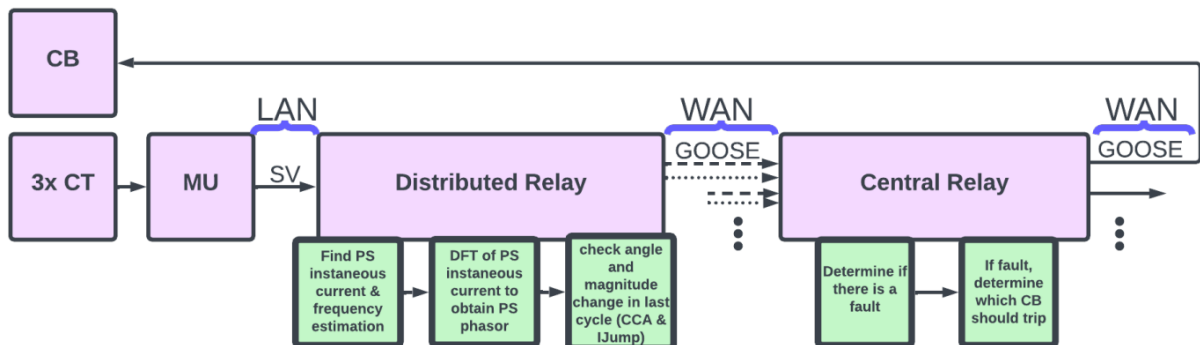 CB
LAN
WAN
WAN
3x CT
MU
SV
Distributed Relay
GOOSE
Central Relay
GOOSE
Find PS
instaneous
current &
frequency
estimation
DFT of PS
instaneous
current to
obtain PS
phasor
check angle
and
magnitude
change in last
cycle (CCA &
IJump)
Determine if
there is a
fault
If fault,
determine
which CB
should trip